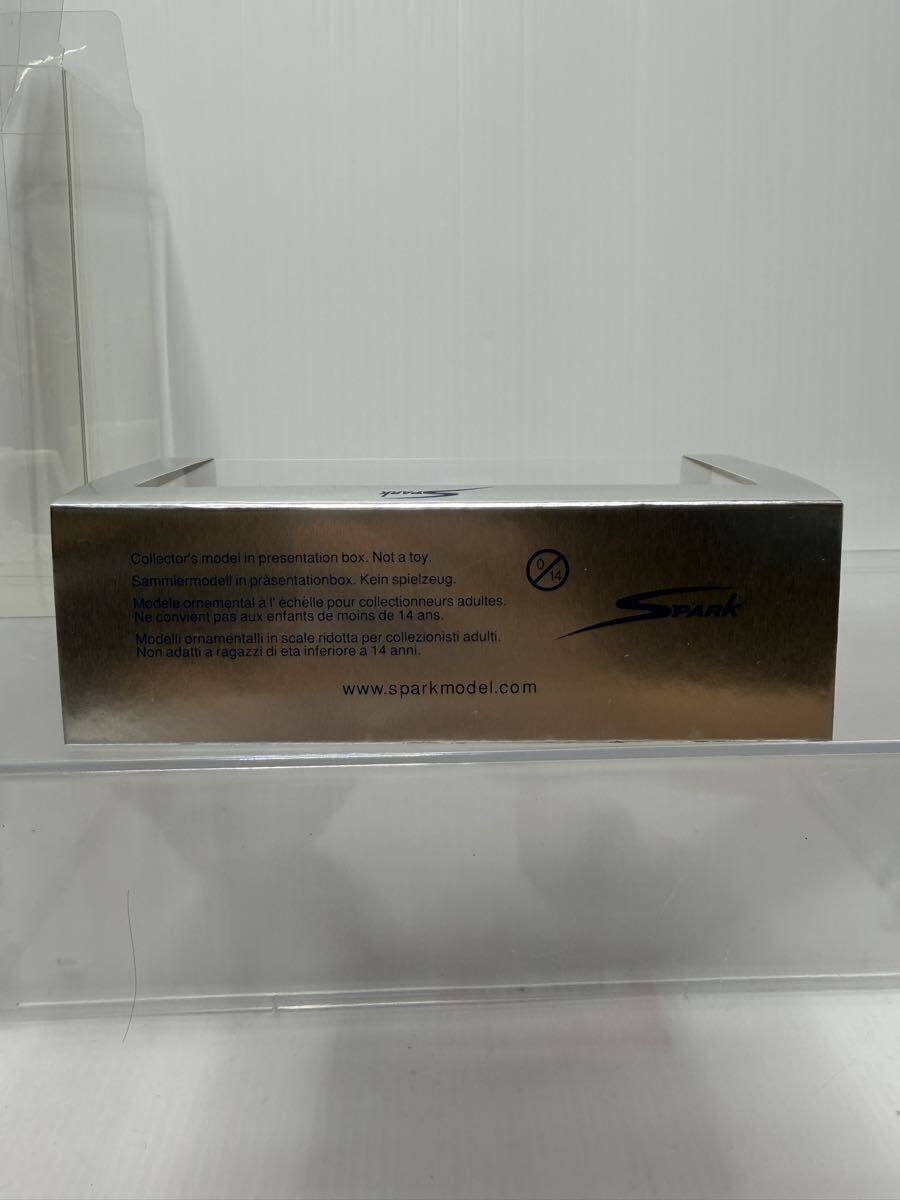 Spark
Collector's model in presentation box. Not a toy.
Sammlermodell in präsentationbox. Kein spielzeug.
Modele ornemental à l' échelle pour collectionneurs adultes.
Ne convient pas aux enfants de moins de 14 ans.
Modelli ornamentalli in scale ridotta per collezionisti adulti.
Non adatti a ragazzi di eta inferiore à 14 anni.
0/14
SPARK
www.sparkmodel.com